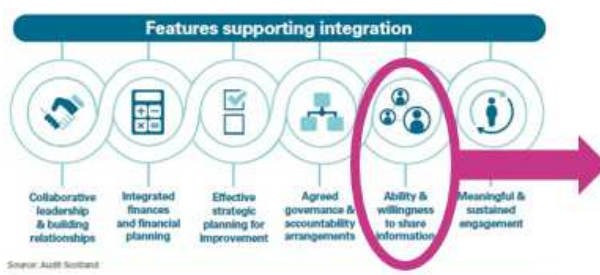 Features supporting integration
Collaborative
leadership
& building
relationships
Integrated
finances
and financial
planning
Effective
strategic
planning for
improvement
Agreed
governance &
accountability
arrangements
Ability &
willingness
to share
information
Meaningful &
sustained
engagement
Source: Audit Scotland